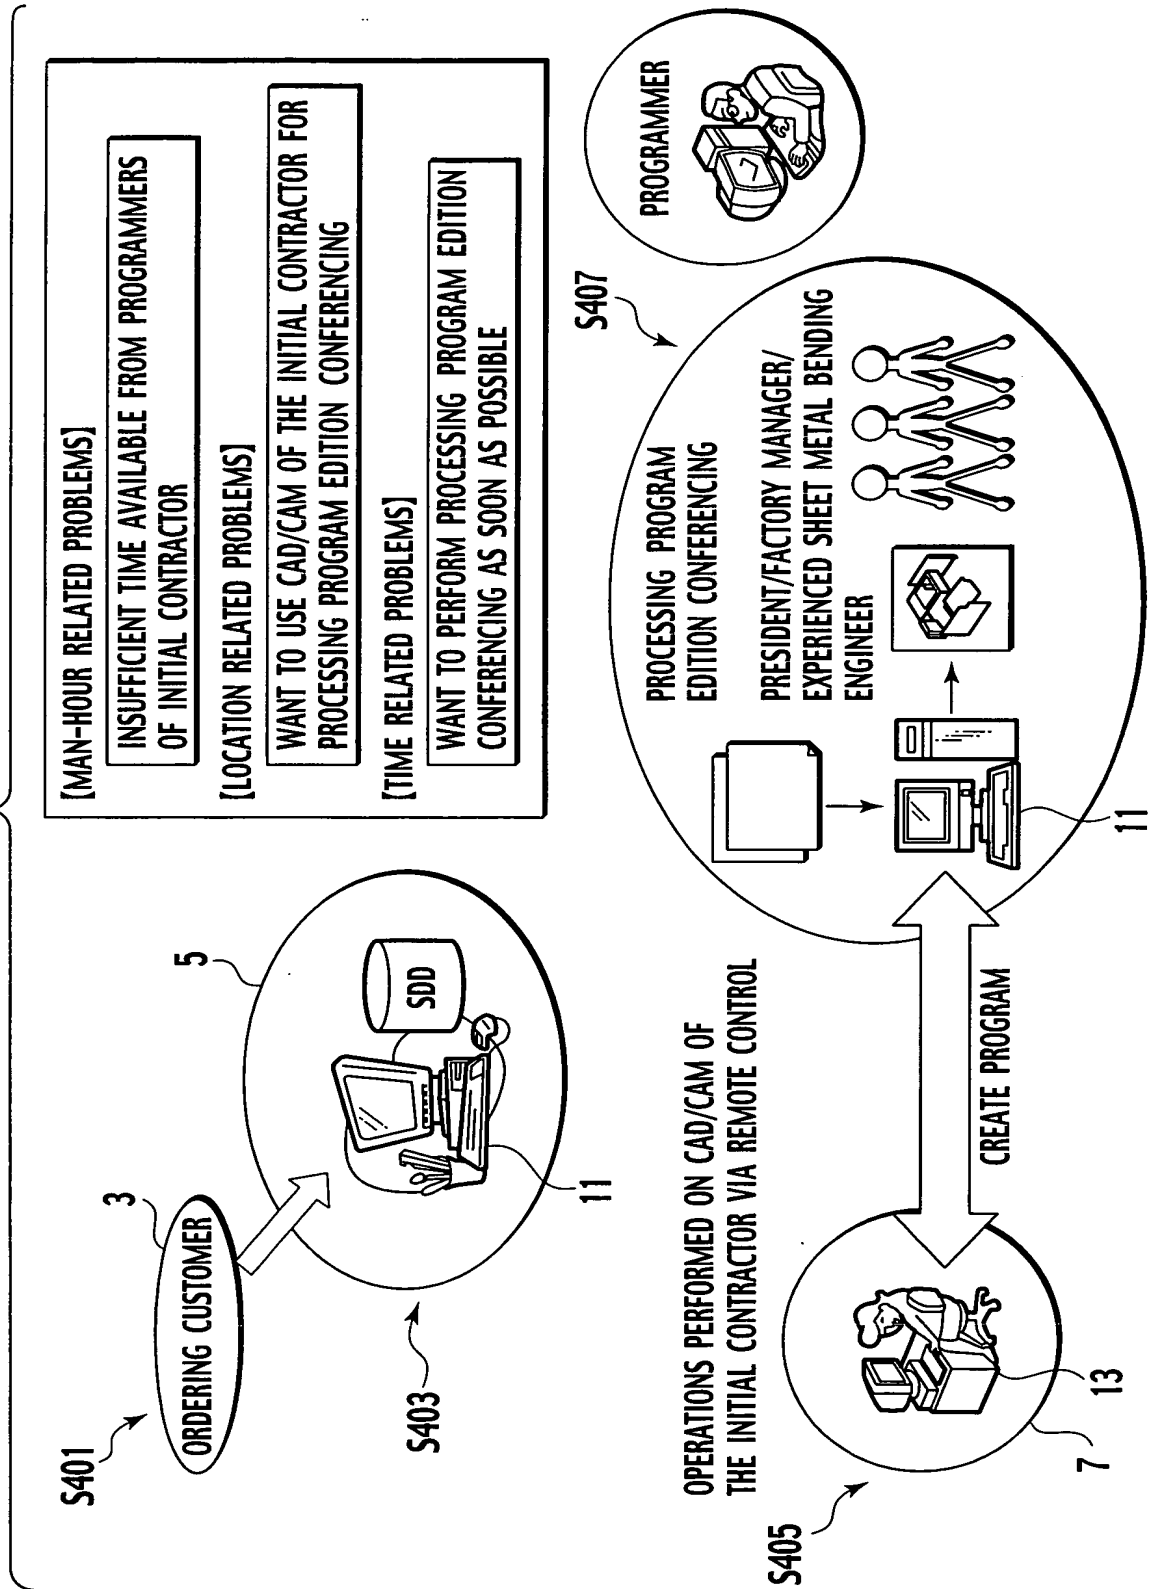 S401
3
ORDERING CUSTOMER
5
SDD
11
S403
[MAN-HOUR RELATED PROBLEMS]
INSUFFICIENT TIME AVAILABLE FROM PROGRAMMERS
OF INITIAL CONTRACTOR
[LOCATION RELATED PROBLEMS]
WANT TO USE CAD/CAM OF THE INITIAL CONTRACTOR FOR
PROCESSING PROGRAM EDITION CONFERENCING
[TIME RELATED PROBLEMS]
WANT TO PERFORM PROCESSING PROGRAM EDITION
CONFERENCING AS SOON AS POSSIBLE
OPERATIONS PERFORMED ON CAD/CAM OF
THE INITIAL CONTRACTOR VIA REMOTE CONTROL
S405
7
13
CREATE PROGRAM
S407
PROCESSING PROGRAM
EDITION CONFERENCING
PRESIDENT/FACTORY MANAGER/
EXPERIENCED SHEET METAL BENDING
ENGINEER
11
PROGRAMMER